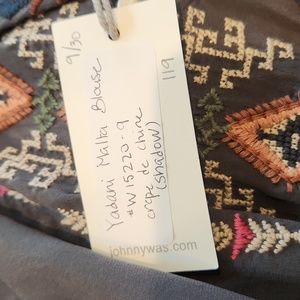 9/30
Yadani Malta Blouse
#W15220-9
crepe de chine
(shadow)
119
johnnywas.com